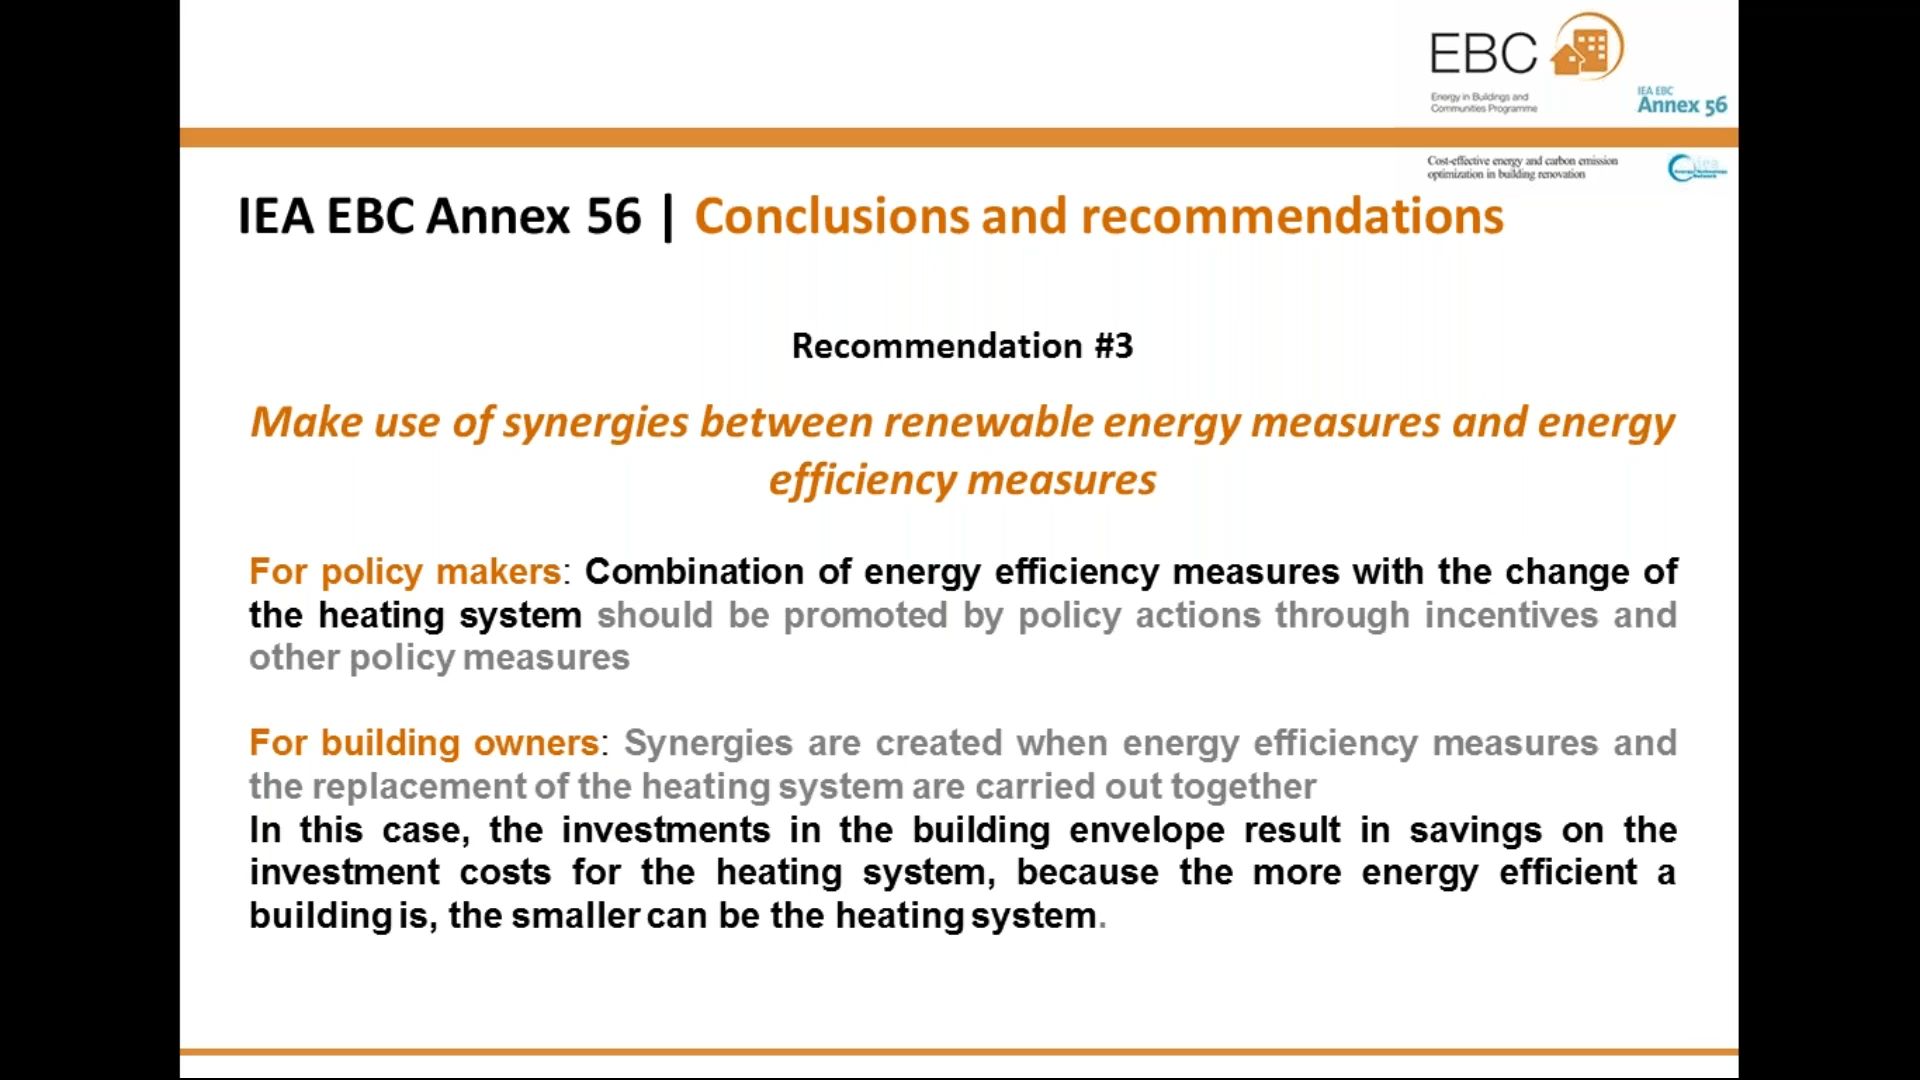 EBC
Energy in Buildings and
Communities Programme
IEA EBC
Annex 56
Cost-effective energy and carbon emission
optimization in building renovation
iea
Energy Technology
Network
IEA EBC Annex 56 | Conclusions and recommendations
Recommendation #3
Make use of synergies between renewable energy measures and energy
efficiency measures
For policy makers: Combination of energy efficiency measures with the change of
the heating system should be promoted by policy actions through incentives and
other policy measures
For building owners: Synergies are created when energy efficiency measures and
the replacement of the heating system are carried out together
In this case, the investments in the building envelope result in savings on the
investment costs for the heating system, because the more energy efficient a
building is, the smaller can be the heating system.